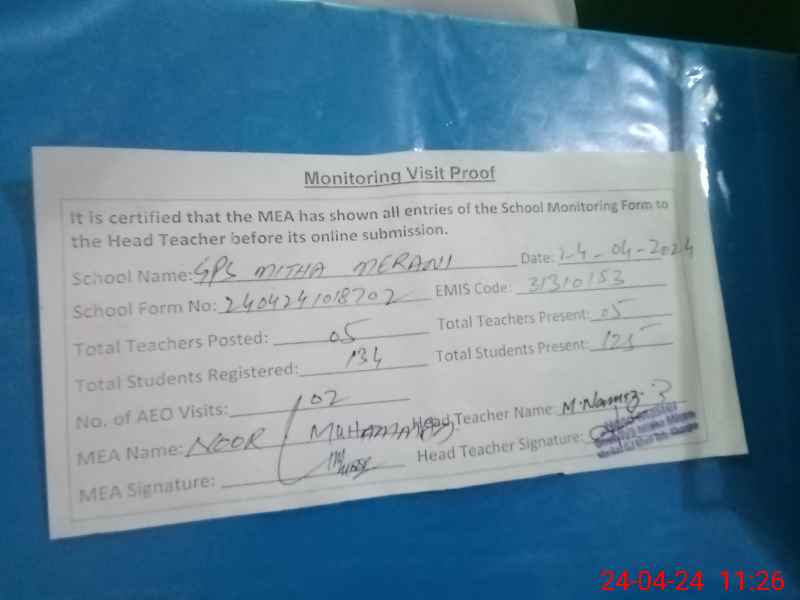 Monitoring Visit Proof
It is certified that the MEA has shown all entries of the School Monitoring Form to
the Head Teacher before its online submission.
School Name: GPS MITHA MERANI Date: 24-04-2024
School Form No: 2404241018702 EMIS Code: 31310153
Total Teachers Posted: 05 Total Teachers Present: 05
Total Students Registered: 134 Total Students Present: 125
No. of AEO Visits: 02
MEA Name: NOOR MUHAMMAD Head Teacher Name: M.
MEA Signature: Head Teacher Signature:
24-04-24 11:26